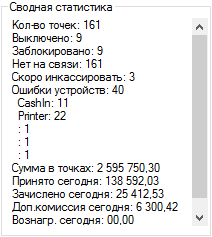 Сводная статистика
Кол-во точек: 161
Выключено: 9
Заблокировано: 9
Нет на связи: 161
Скоро инкассировать: 3
Ошибки устройств: 40
CashIn: 11
Printer: 22
: 1
: 1
: 1
Сумма в точках: 2 595 750,30
Принято сегодня: 138 592,03
Зачислено сегодня: 25 412,53
Доп.комиссия сегодня: 6 300,42
Вознагр. сегодня: 00,00